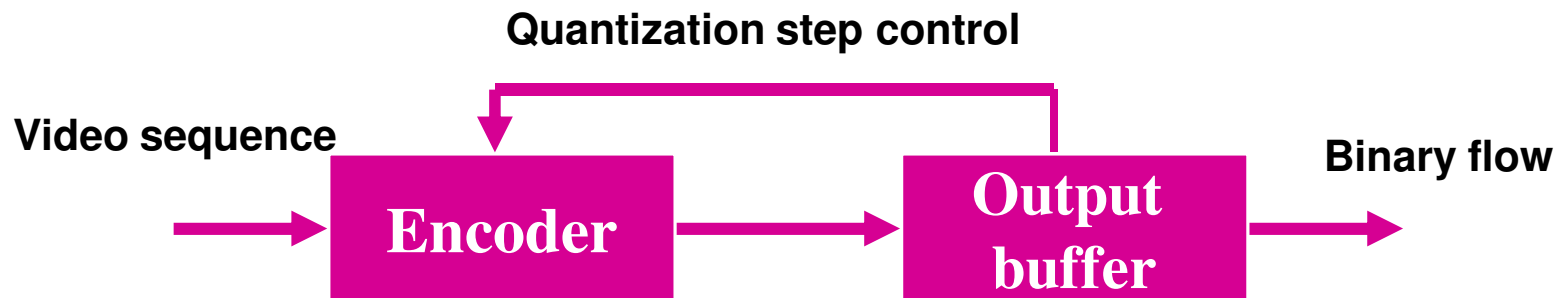 Quantization step control
Video sequence
Binary flow
Encoder
Output
buffer